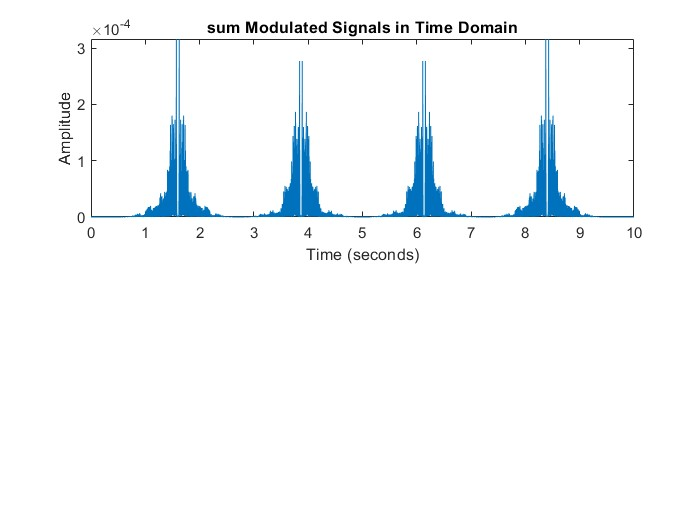 sum Modulated Signals in Time Domain
×10-4
3
2
1
0
Amplitude
0 1 2 3 4 5 6 7 8 9 10
Time (seconds)